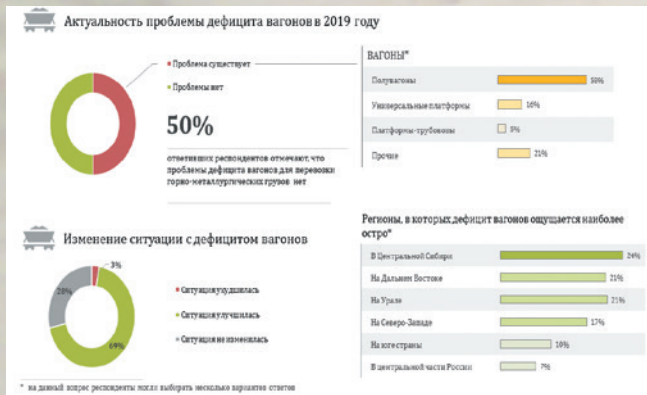 Актуальность проблемы дефицита вагонов в 2019 году
Проблема существует
Проблемы нет
50%
ответивших респондентов отмечают, что
проблемы дефицита вагонов для перевозки
горно-металлургических грузов нет
ВАГОНЫ*
Полувагоны
Универсальные платформы 16%
Платформы-трубовозы
Прочие 21%
Изменение ситуации с дефицитом вагонов
3%
28%
69%
Ситуация ухудшилась
Ситуация улучшилась
Ситуация не изменилась
Регионы, в которых дефицит вагонов ощущается наиболее
остро*
В Центральной Сибири 24%
На Дальнем Востоке 21%
На Урале 21%
На Северо-Западе 17%
На юге страны 10%
В центральной части России 7%
* на данный вопрос респонденты могли выбирать несколько вариантов ответов